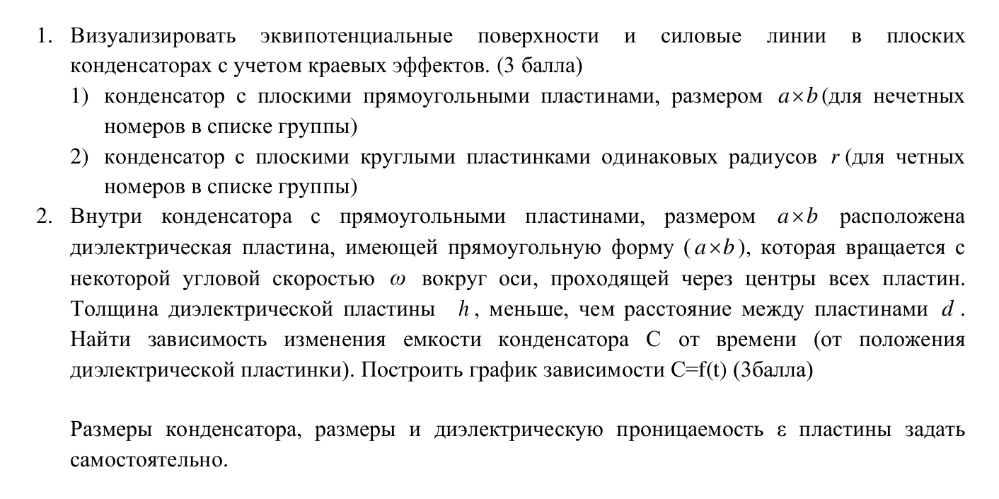 1. Визуализировать эквипотенциальные поверхности и силовые линии в плоских
конденсаторах с учетом краевых эффектов. (3 балла)
1) конденсатор с плоскими прямоугольными пластинами, размером a×b (для нечетных
номеров в списке группы)
2) конденсатор с плоскими круглыми пластинками одинаковых радиусов r (для четных
номеров в списке группы)
2. Внутри конденсатора с прямоугольными пластинами, размером a×b расположена
диэлектрическая пластина, имеющей прямоугольную форму (a×b), которая вращается с
некоторой угловой скоростью ω вокруг оси, проходящей через центры всех пластин.
Толщина диэлектрической пластины h, меньше, чем расстояние между пластинами d.
Найти зависимость изменения емкости конденсатора С от времени (от положения
диэлектрической пластинки). Построить график зависимости C=f(t) (3балла)
Размеры конденсатора, размеры и диэлектрическую проницаемость ε пластины задать
самостоятельно.